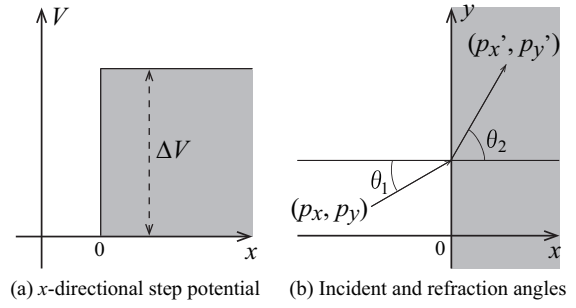 V
ΔV
0
x
(a) x-directional step potential
y
(px', py')
θ2
θ1
(px, py)
0
x
(b) Incident and refraction angles